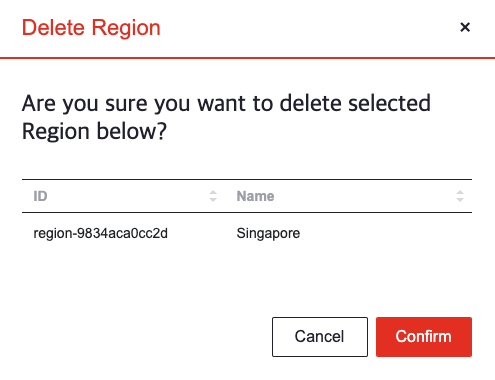 Delete Region
×
Are you sure you want to delete selected
Region below?
ID Name
region-9834aca0cc2d Singapore
Cancel Confirm